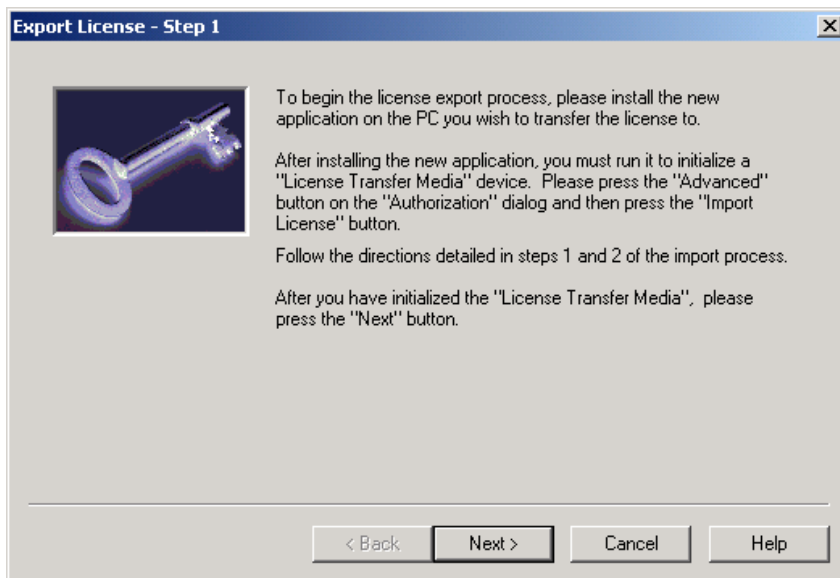 Export License - Step 1
To begin the license export process, please install the new
application on the PC you wish to transfer the license to.
After installing the new application, you must run it to initialize a
"License Transfer Media" device.  Please press the "Advanced"
button on the "Authorization" dialog and then press the "Import
License" button.
Follow the directions detailed in steps 1 and 2 of the import process.
After you have initialized the "License Transfer Media",  please
press the "Next" button.
< Back
Next >
Cancel
Help